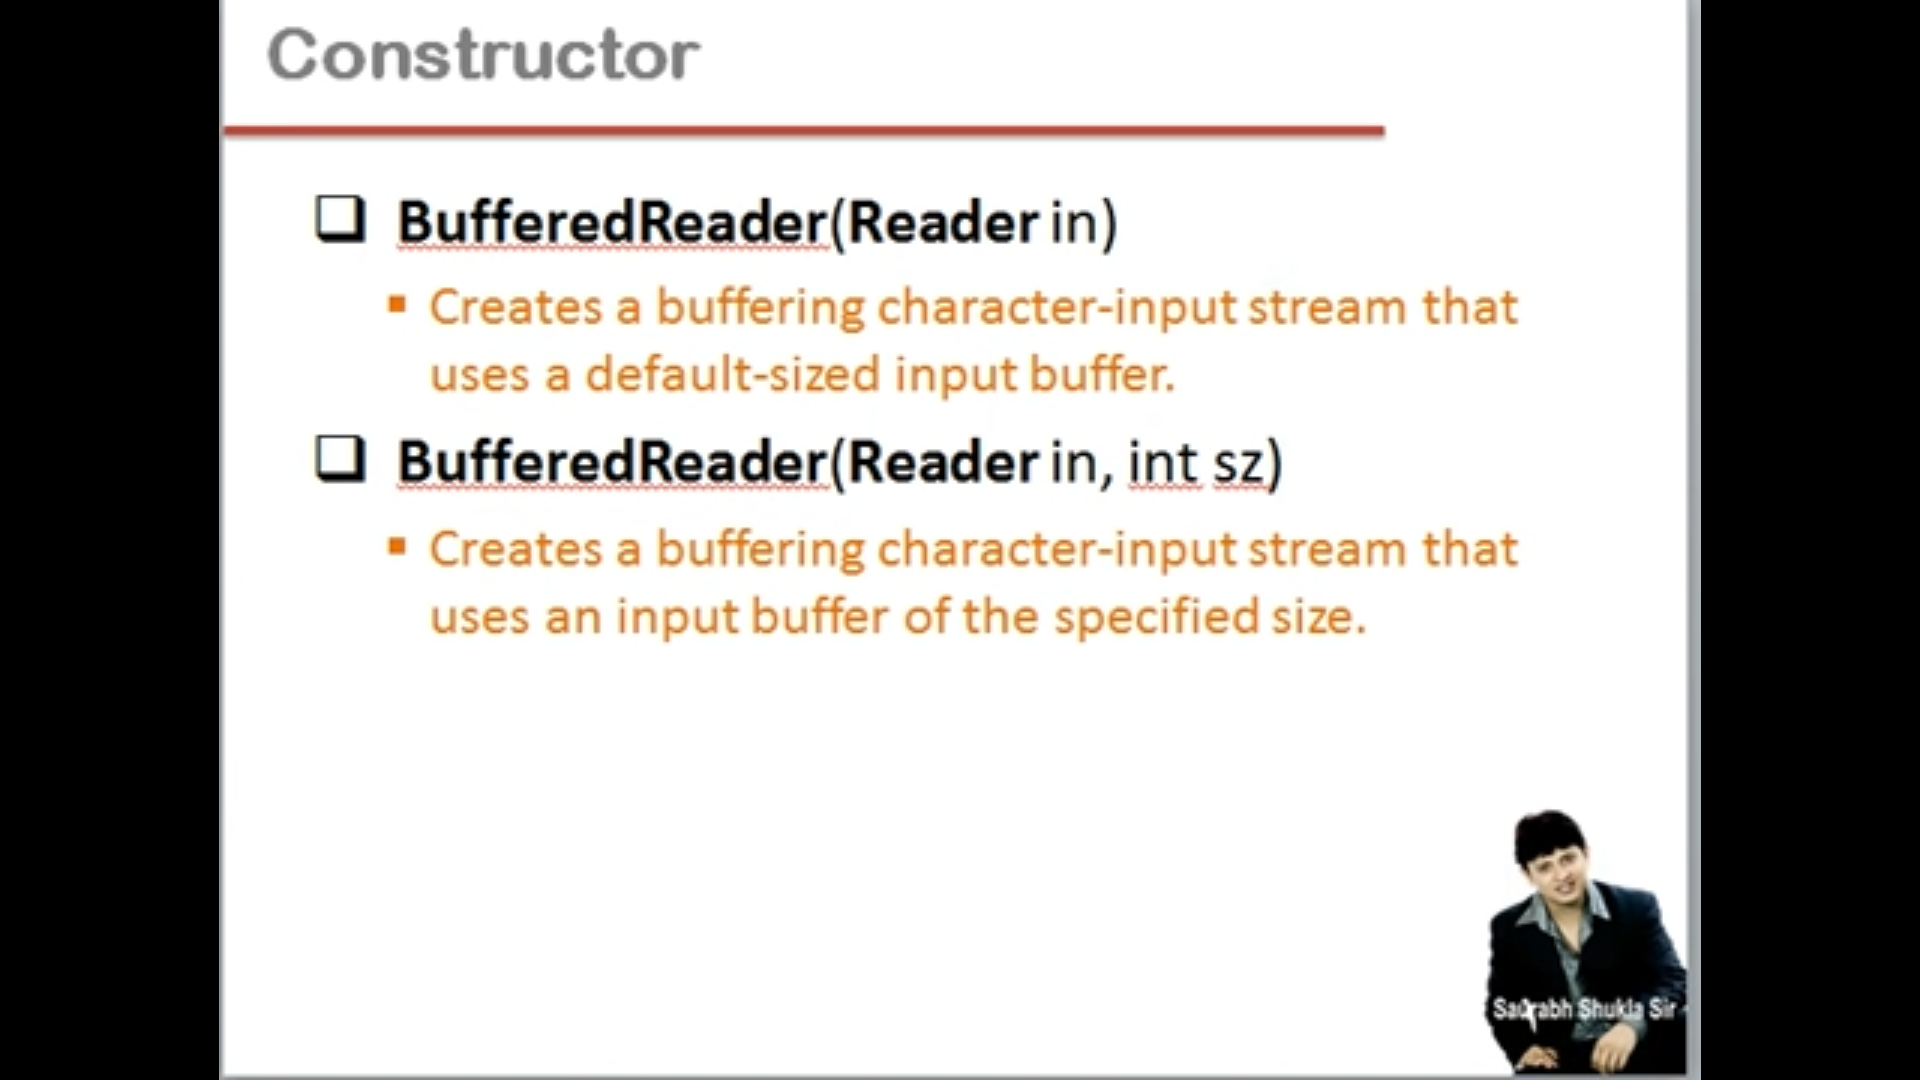 Constructor
BufferedReader(Reader in)
Creates a buffering character-input stream that
uses a default-sized input buffer.
BufferedReader(Reader in, int sz)
Creates a buffering character-input stream that
uses an input buffer of the specified size.
Saurabh Shukla Sir